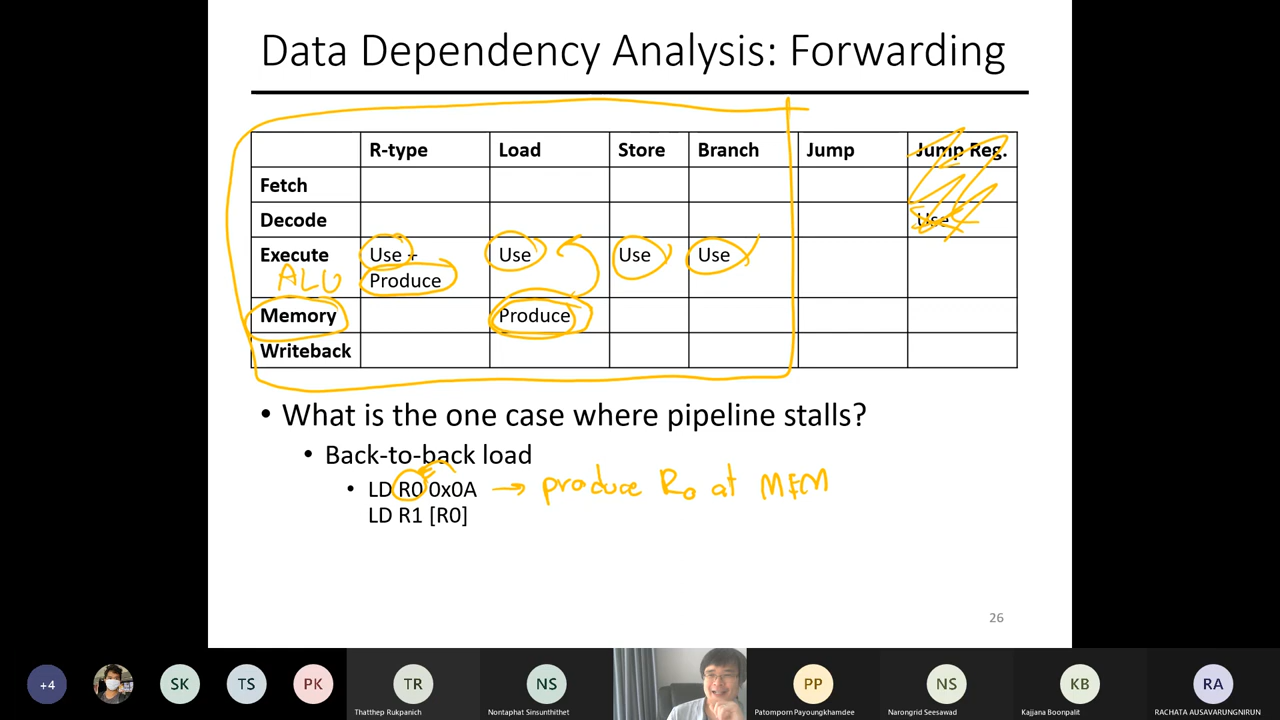 Data Dependency Analysis: Forwarding
R-type Load Store Branch Jump Jump Reg.
Fetch
Decode Use
Execute Use + Use Use Use
ALU Produce
Memory Produce
Writeback
• What is the one case where pipeline stalls?
• Back-to-back load
• LD R0 0x0A → produce R0 at MEM
LD R1 [R0]
26
+4 SK TS PK TR NS PP NS KB RA
Thatthep Rukpanich Nontaphat Sinsunthithet Patomporn Payoungkhamdee Narongrid Seesawad Kajjana Boonpalit RACHATA AUSAVARUNGNIRUN